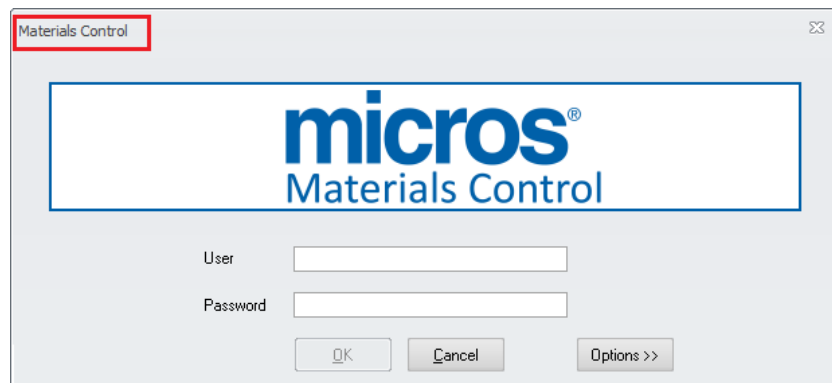 Materials Control
micros®
Materials Control
User
Password
OK
Cancel
Options >>